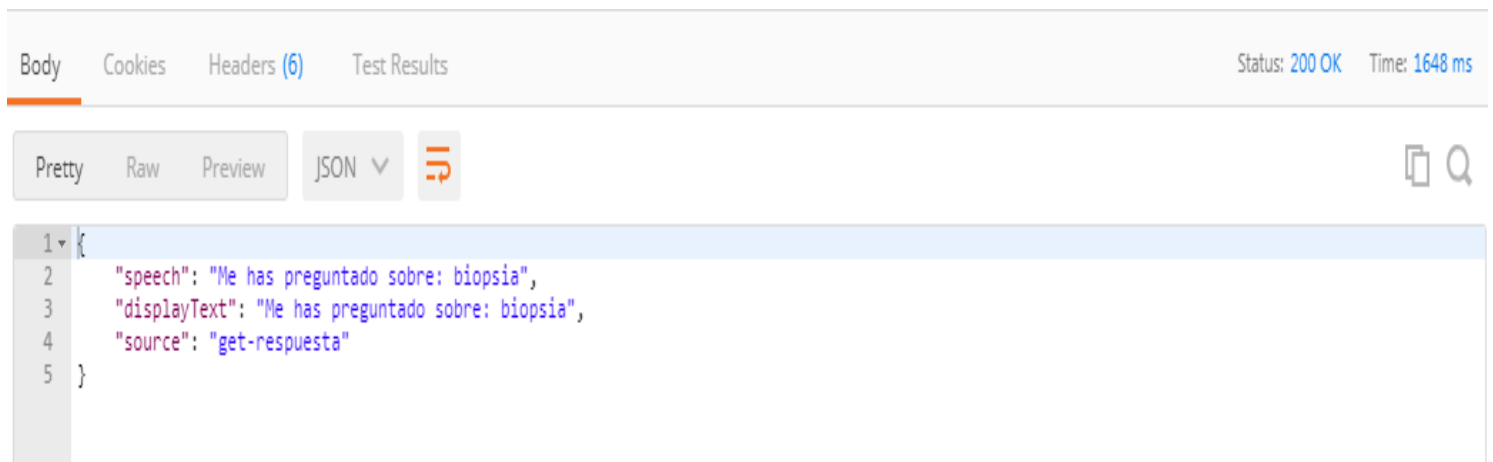 Body Cookies Headers (6) Test Results Status: 200 OK Time: 1648 ms
Pretty Raw Preview JSON
1 {
2 "speech": "Me has preguntado sobre: biopsia",
3 "displayText": "Me has preguntado sobre: biopsia",
4 "source": "get-respuesta"
5 }